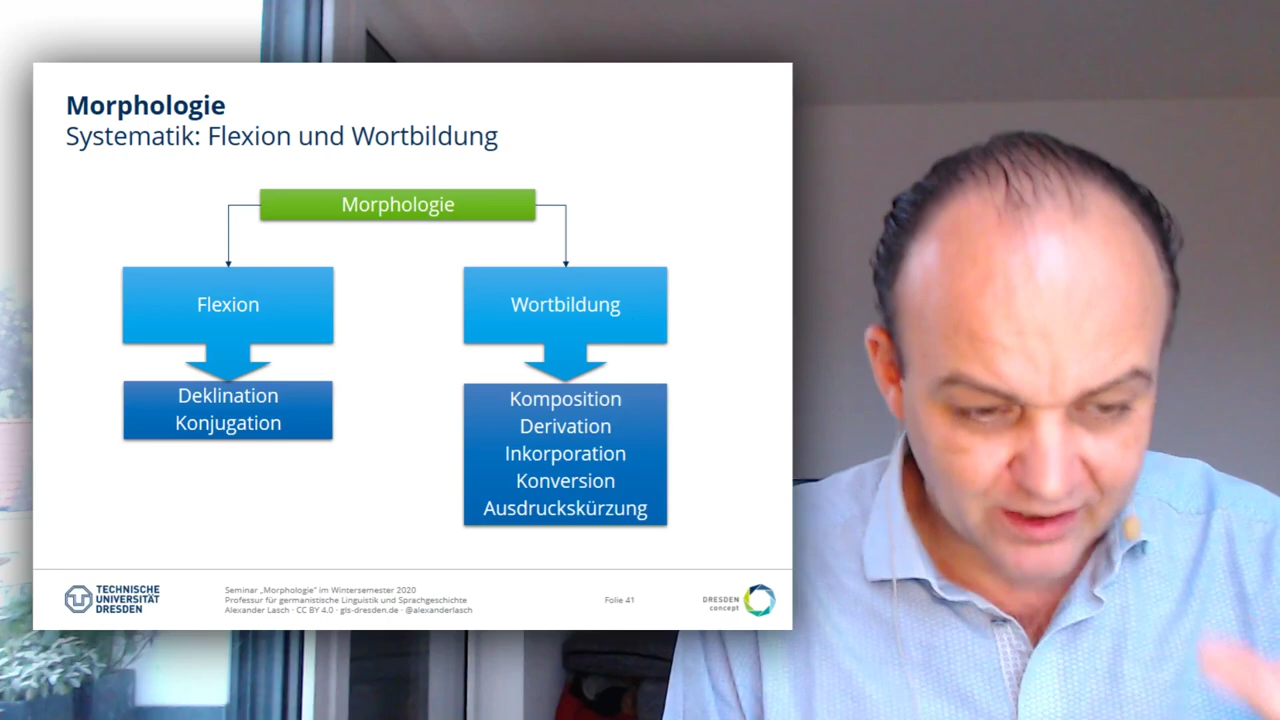 Morphologie
Systematik: Flexion und Wortbildung
Morphologie
Flexion
Wortbildung
Deklination
Konjugation
Komposition
Derivation
Inkorporation
Konversion
Ausdruckskürzung
TECHNISCHE
UNIVERSITÄT
DRESDEN
Seminar „Morphologie“ im Wintersemester 2020
Professur für germanistische Linguistik und Sprachgeschichte
Alexander Lasch · CC BY 4.0 · gls-dresden.de · @alexanderlasch
Folie 41
DRESDEN
concept